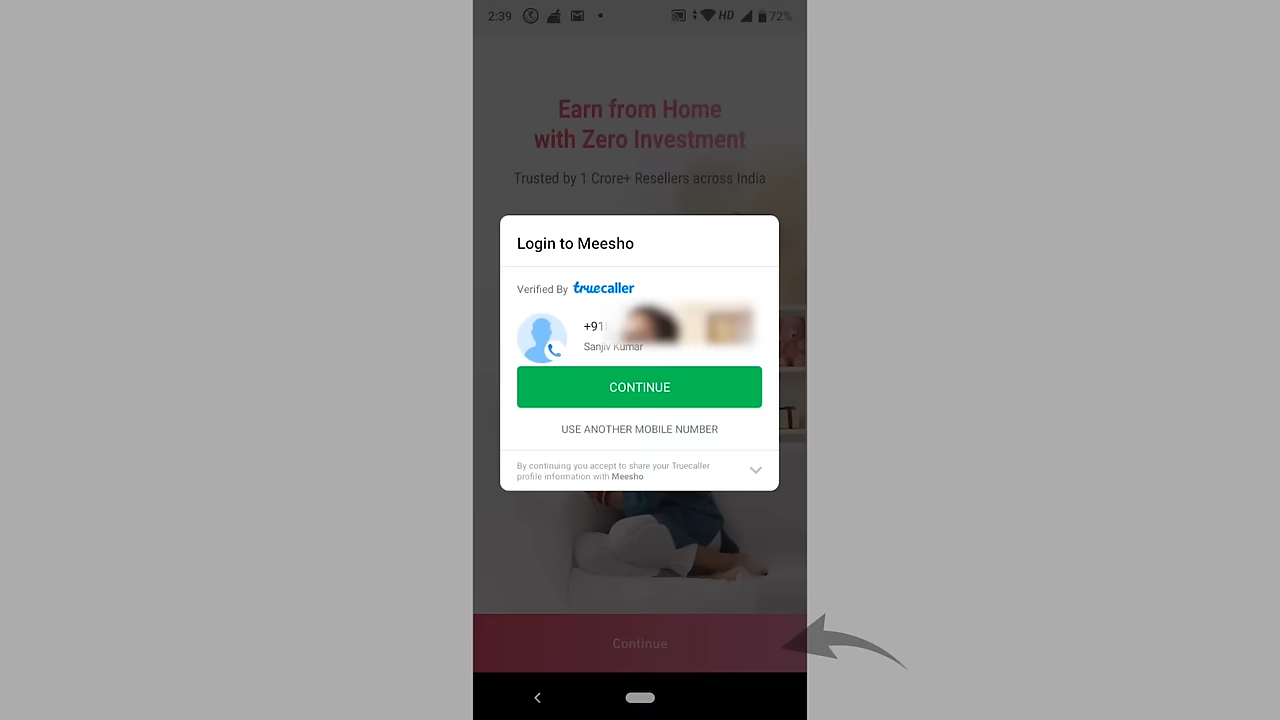 2:39 HD 72%
Earn from Home
with Zero Investment
Trusted by 1 Crore+ Resellers across India
Login to Meesho
Verified By truecaller
+91
Sanjiv Kumar
CONTINUE
USE ANOTHER MOBILE NUMBER
By continuing you accept to share your Truecaller
profile information with Meesho
Continue